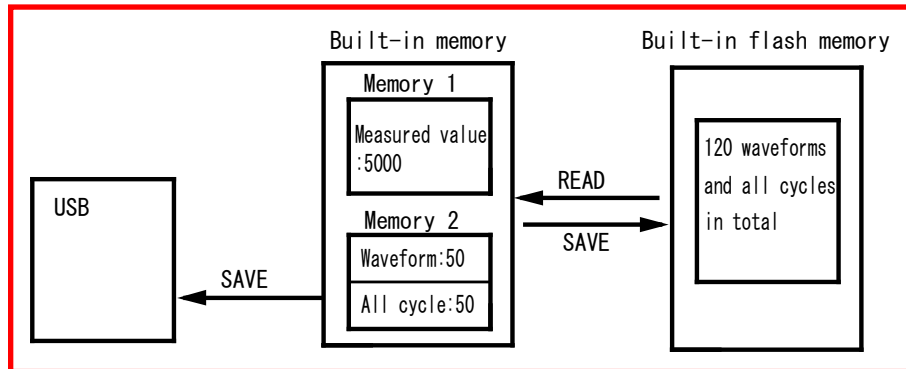 Built-in memory
Built-in flash memory
Memory 1
Measured value
:5000
Memory 2
Waveform:50
All cycle:50
USB
SAVE
READ
SAVE
120 waveforms
and all cycles
in total